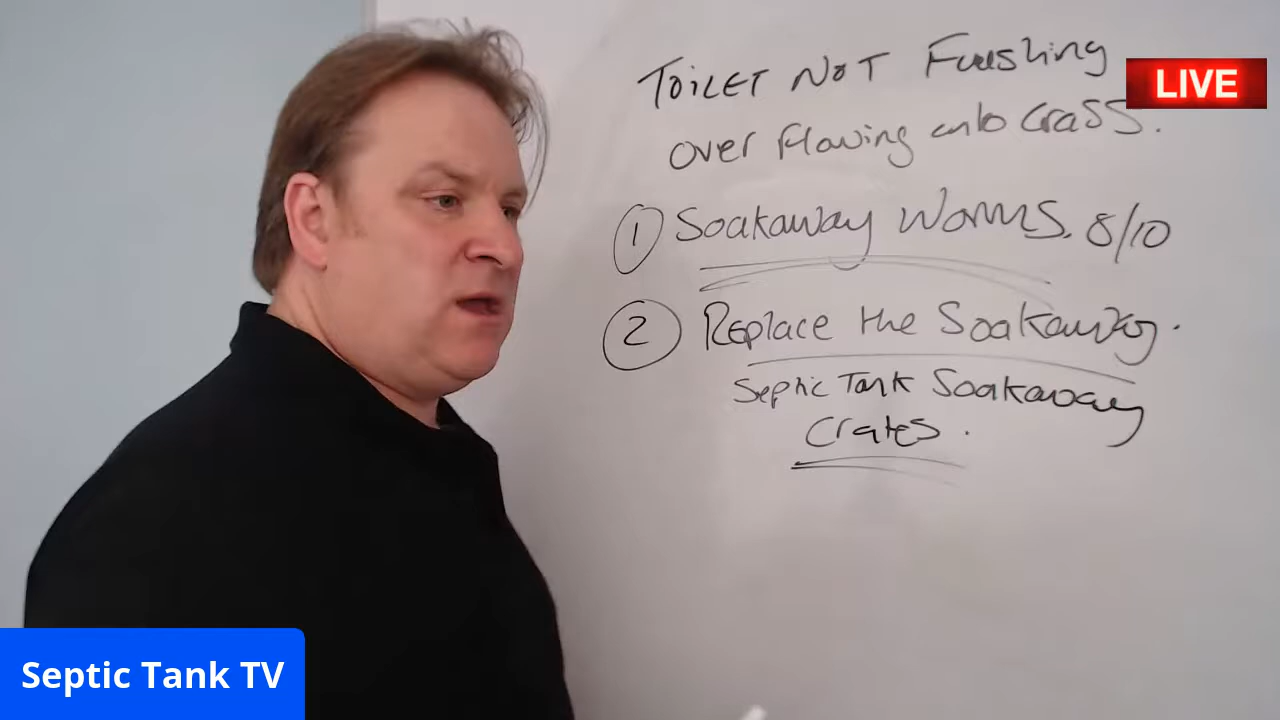 TOILET NOT Flushing
LIVE
over flowing onto Grass.
1 Soakaway Worms. 8/10
2 Replace the Soakaway.
Septic Tank Soakaway
Crates.
Septic Tank TV